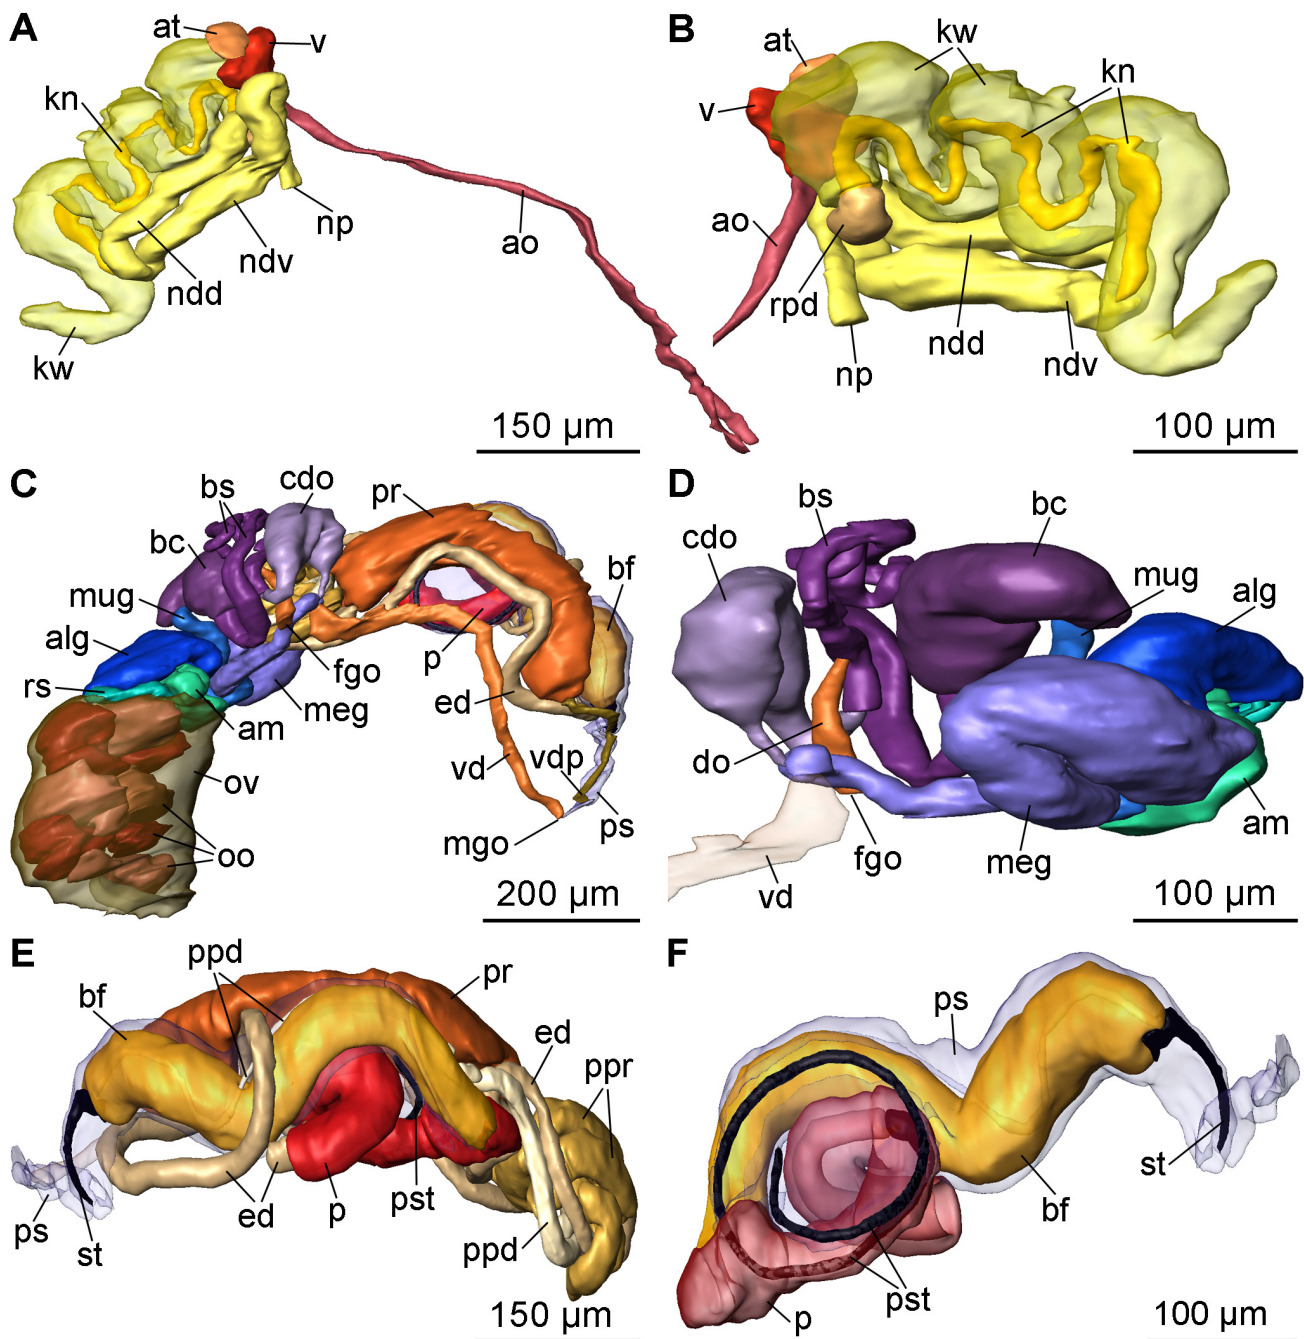 A
at
v
kn
np
ao
ndv
ndd
kw
150 µm
B
at
kw
kn
v
ao
rpd
np
ndd
ndv
100 µm
C
bs
cdo
pr
bc
bf
mug
alg
rs
fgo
p
am
meg
ed
ov
vd
vdp
oo
mgo
ps
200 µm
D
bs
bc
cdo
mug
alg
do
am
fgo
meg
vd
100 µm
E
ppd
pr
bf
ed
ppr
ps
st
ed
p
pst
ppd
150 µm
F
ps
st
bf
pst
p
100 µm